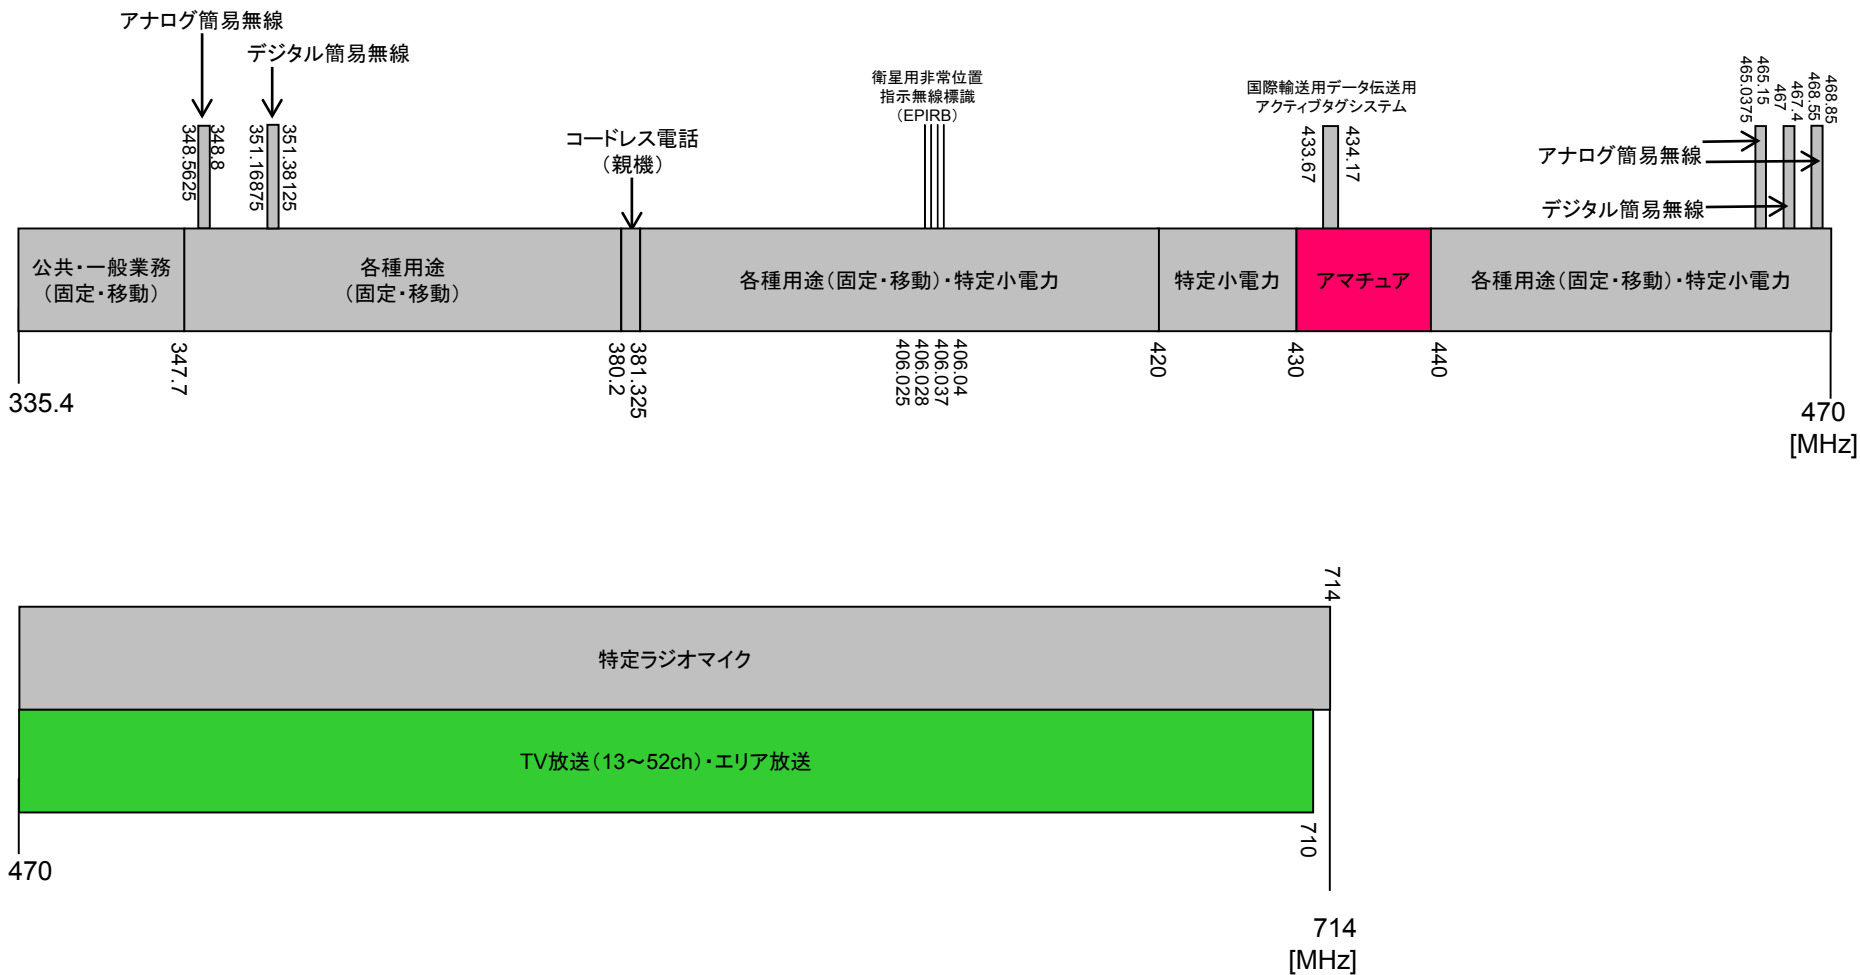 アナログ簡易無線
デジタル簡易無線
348.5625
348.8
351.16875
351.38125
コードレス電話
（親機）
衛星用非常位置
指示無線標識
（EPIRB）
国際輸送用データ伝送用
アクティブタグシステム
433.67
434.17
465.0375
465.15
467
467.4
468.55
468.85
アナログ簡易無線
デジタル簡易無線
公共・一般業務
（固定・移動）
各種用途
（固定・移動）
各種用途（固定・移動）・特定小電力
特定小電力
アマチュア
各種用途（固定・移動）・特定小電力
335.4
347.7
380.2
381.325
406.025
406.028
406.037
406.04
420
430
440
470
[MHz]
714
特定ラジオマイク
TV放送（13～52ch）・エリア放送
710
470
714
[MHz]